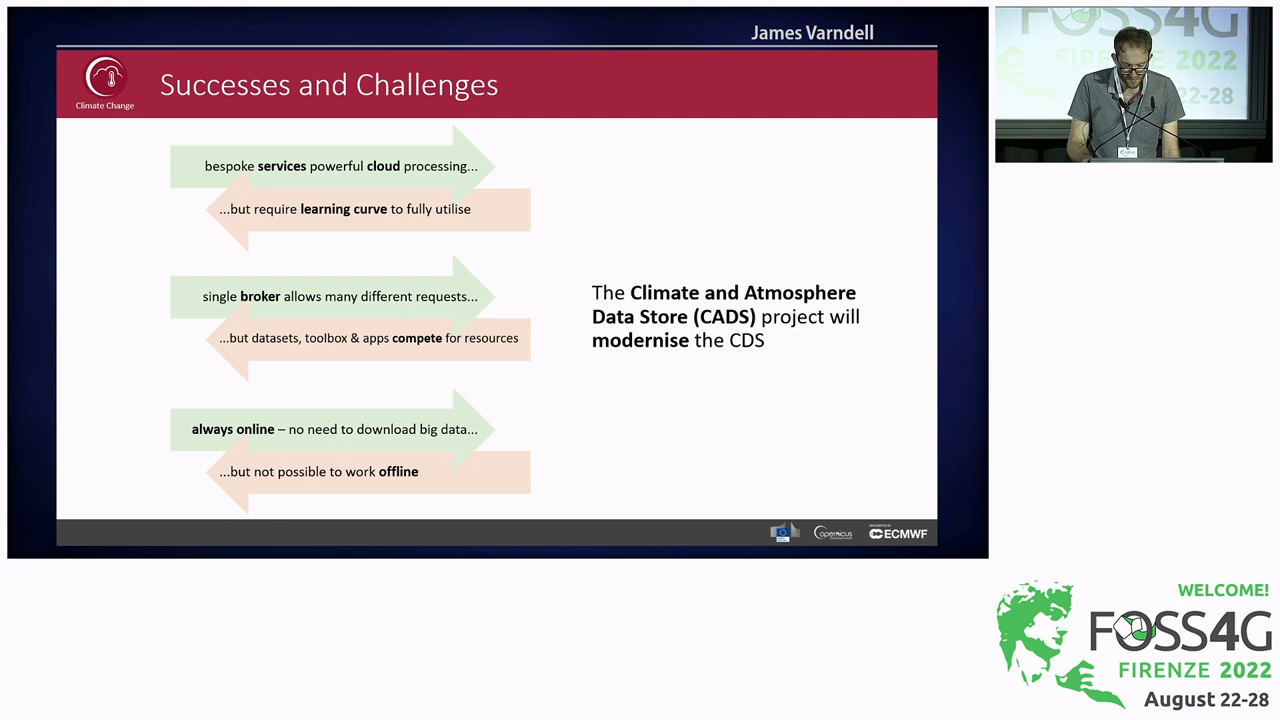 James Varndell
Climate Change
Successes and Challenges
bespoke services powerful cloud processing...
...but require learning curve to fully utilise
single broker allows many different requests...
...but datasets, toolbox & apps compete for resources
always online – no need to download big data...
...but not possible to work offline
The Climate and Atmosphere
Data Store (CADS) project will
modernise the CDS
Copernicus
ECMWF
FOSS4G
FIRENZE 2022
22-28
WELCOME!
FOSS4G
FIRENZE 2022
August 22-28